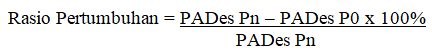 Rasio Pertumbuhan = PADes Pn – PADes P0 x 100%
PADes Pn